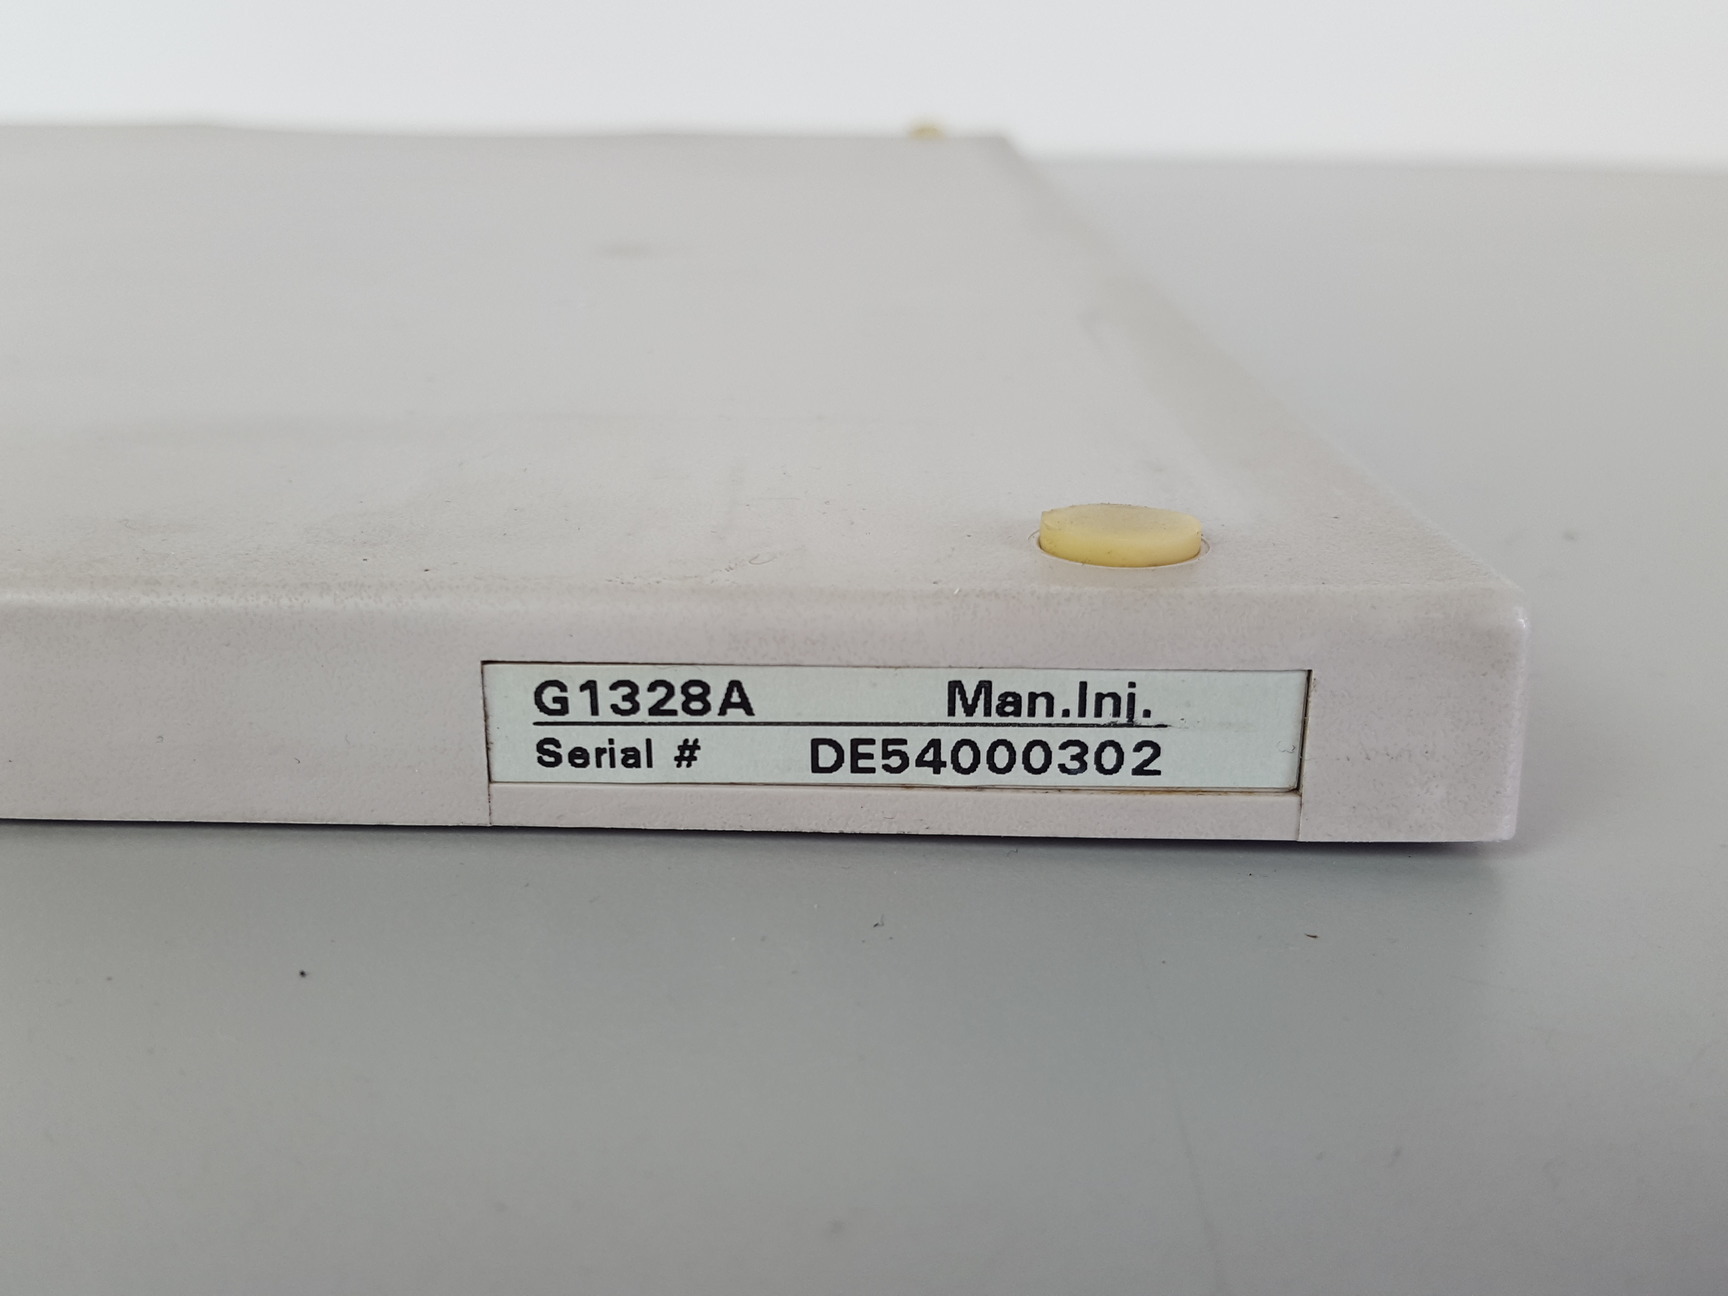 G1328A Man.Inj.
Serial # DE54000302